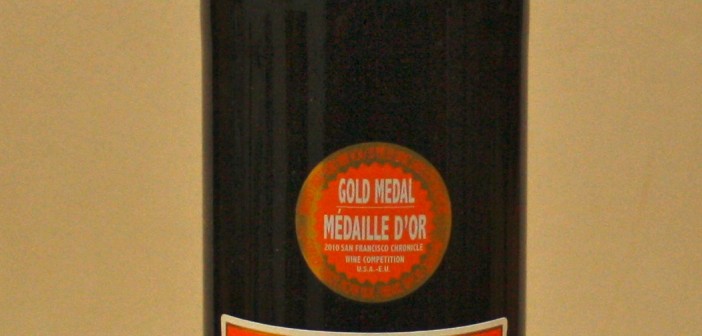 GOLD MEDAL
MÉDAILLE D'OR
2010 SAN FRANCISCO CHRONICLE
WINE COMPETITION
U.S.A.-E.U.